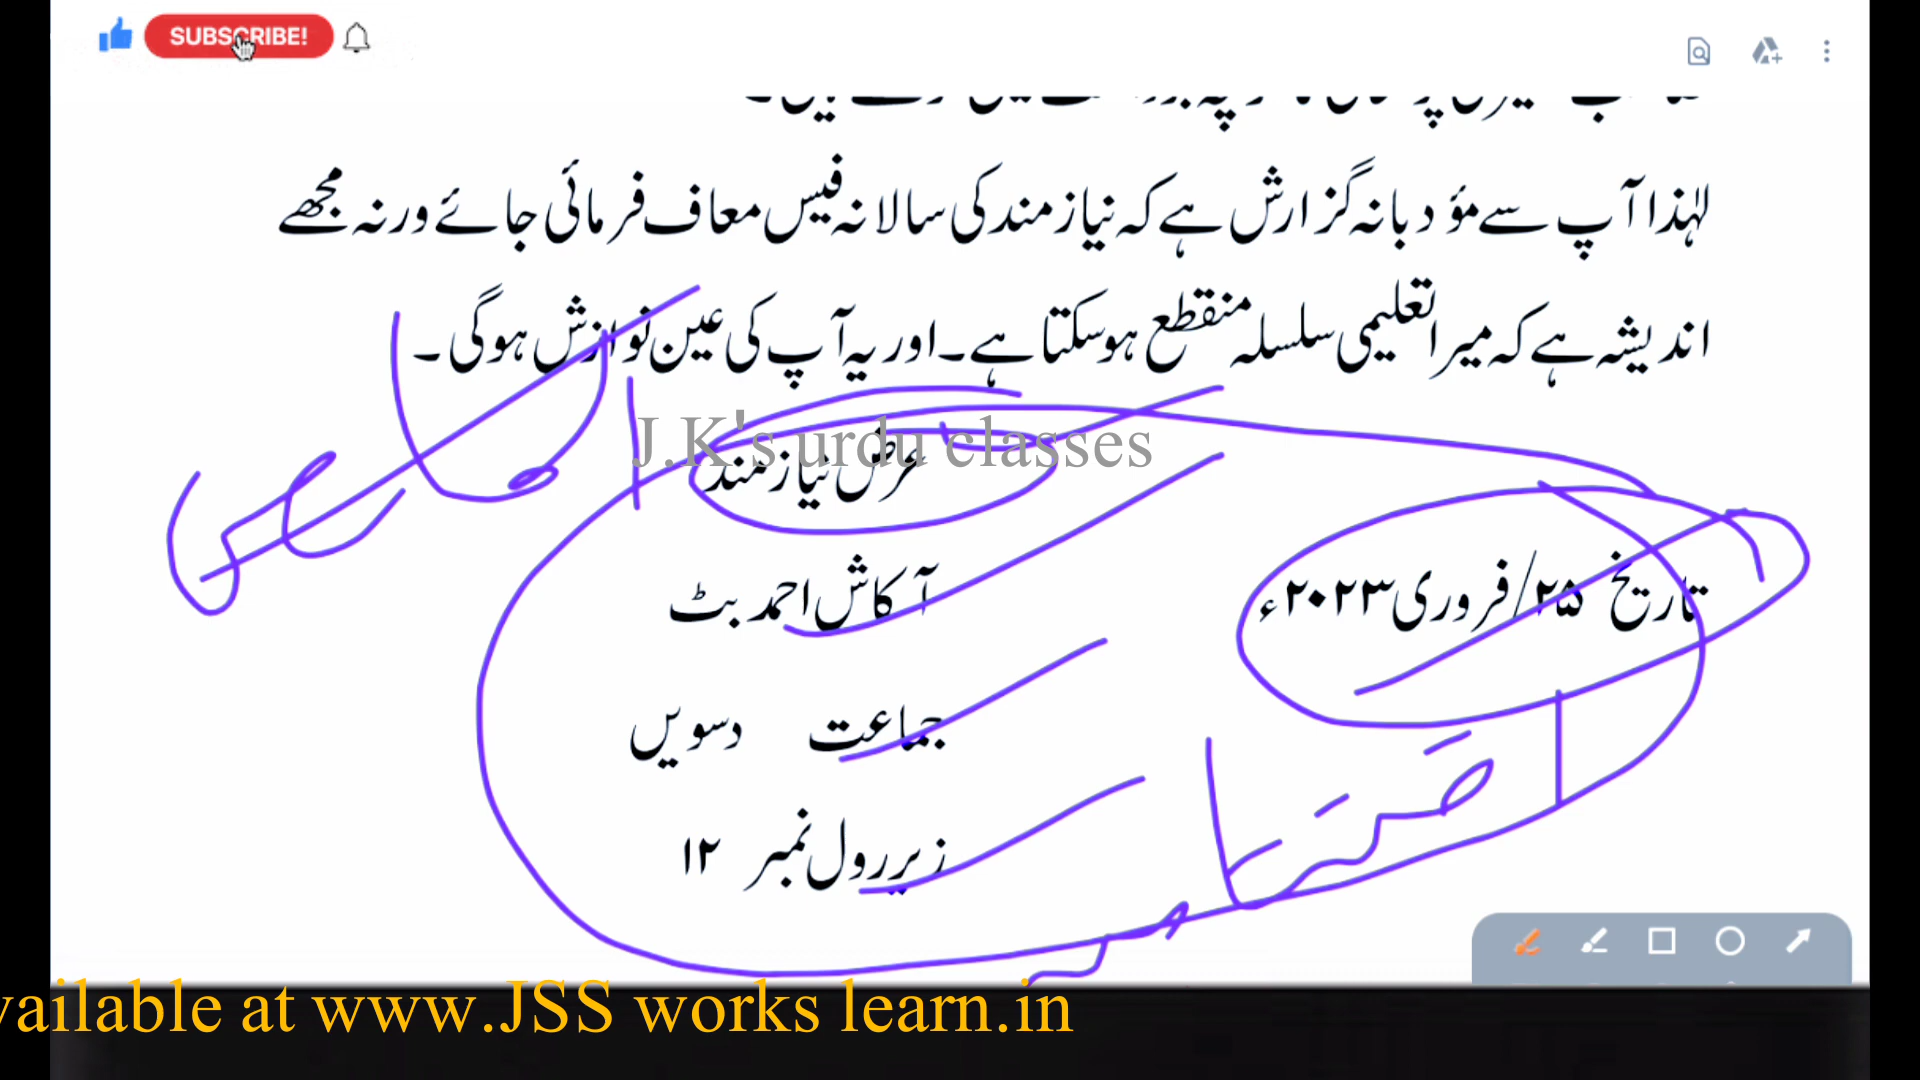 SUBSCRIBE!
لہٰذا آپ سے مؤدبانہ گزارش ہے کہ نیازمند کی سالانہ فیس معاف فرمائی جائے ورنہ مجھے
اندیشہ ہے کہ میرا تعلیمی سلسلہ منقطع ہوسکتا ہے۔ اور یہ آپ کی عین نوازش ہوگی۔
J.K's urdu classes
عرض نیازمند
آکاش احمد بٹ
تاریخ ۲۵/فروری ۲۰۲۳ء
جماعت دسویں
زیر رول نمبر ۱۲
available at www.JSS works learn.in